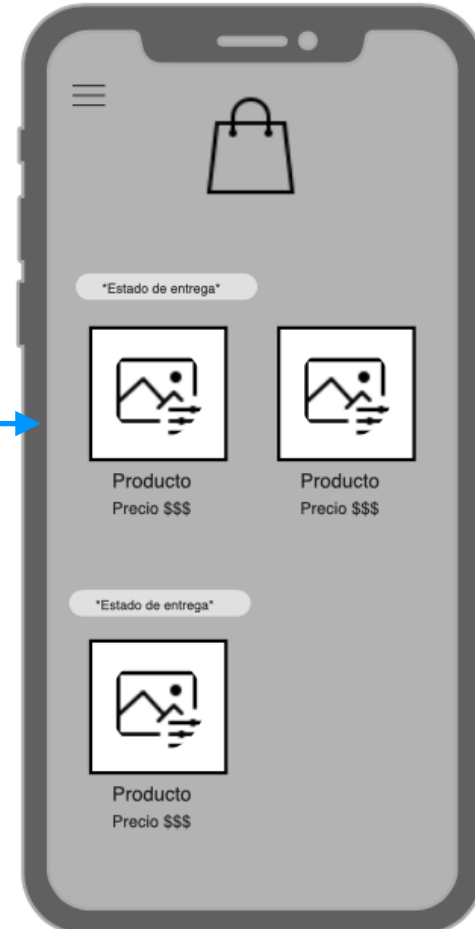 *Estado de entrega*
Producto
Precio $$$
Producto
Precio $$$
*Estado de entrega*
Producto
Precio $$$